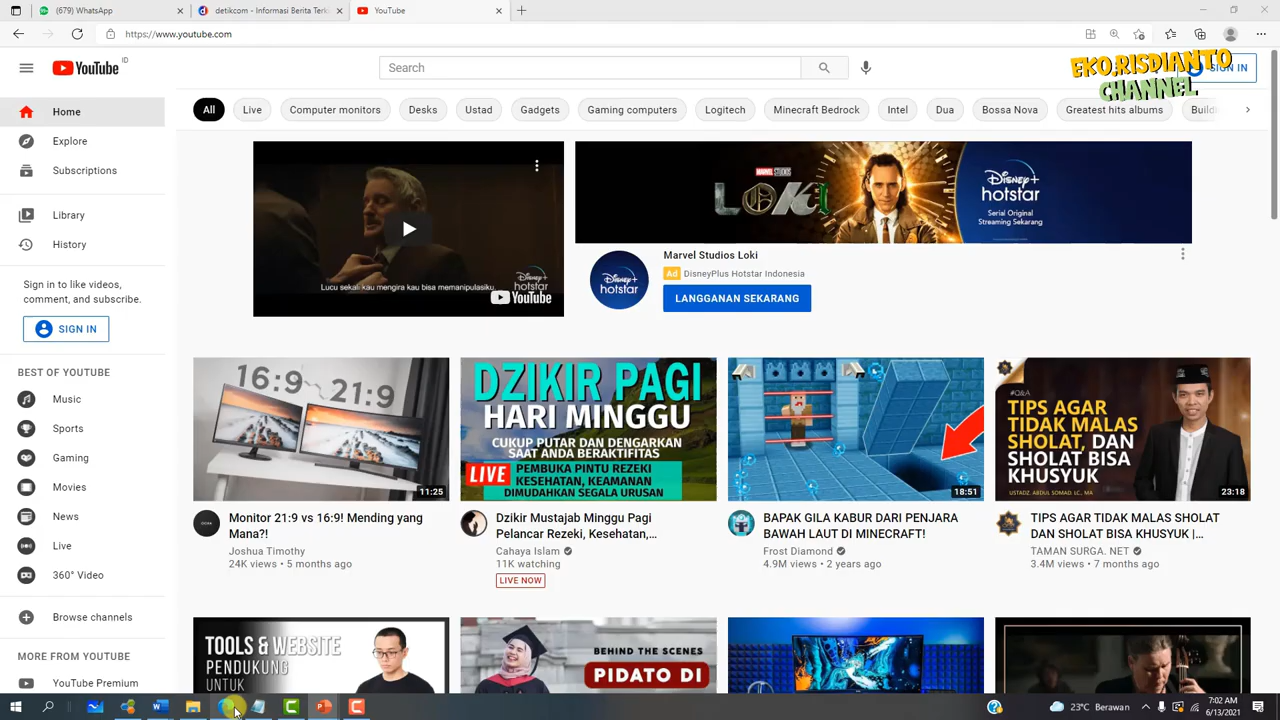 (679) WhatsApp
detikcom - Informasi Berita Terki
YouTube
https://www.youtube.com
YouTube ID
Search
EKO.RISDIANTO
CHANNEL
SIGN IN
Home
Explore
Subscriptions
Library
History
Sign in to like videos,
comment, and subscribe.
SIGN IN
BEST OF YOUTUBE
Music
Sports
Gaming
Movies
News
Live
360° Video
Browse channels
MORE FROM YOUTUBE
YouTube Premium
All
Live
Computer monitors
Desks
Ustad
Gadgets
Gaming computers
Logitech
Minecraft Bedrock
Intel
Dua
Bossa Nova
Greatest hits albums
Build
Lucu sekali kau mengira kau bisa memanipulasiku.
Disney+
hotstar
YouTube
MARVEL STUDIOS
LOKI
Disney+
hotstar
Serial Original
Streaming Sekarang
Disney+
hotstar
Marvel Studios Loki
Ad DisneyPlus Hotstar Indonesia
LANGGANAN SEKARANG
16:9 21:9
11:25
Monitor 21:9 vs 16:9! Mending yang
Mana?!
Joshua Timothy
24K views • 5 months ago
DZIKIR PAGI
HARI MINGGU
CUKUP PUTAR DAN DENGARKAN
SAAT ANDA BERAKTIFITAS
LIVE
PEMBUKA PINTU REZEKI
KESEHATAN, KEAMANAN
DIMUDAHKAN SEGALA URUSAN
Dzikir Mustajab Minggu Pagi
Pelancar Rezeki, Kesehatan,...
Cahaya Islam
11K watching
LIVE NOW
18:51
BAPAK GILA KABUR DARI PENJARA
BAWAH LAUT DI MINECRAFT!
Frost Diamond
4.9M views • 2 years ago
#Q&A
TIPS AGAR
TIDAK MALAS
SHOLAT, DAN
SHOLAT BISA
KHUSYUK
USTADZ. ABDUL SOMAD. LC., MA
23:18
TIPS AGAR TIDAK MALAS SHOLAT
DAN SHOLAT BISA KHUSYUK |...
TAMAN SURGA. NET
3.4M views • 7 months ago
TOOLS & WEBSITE
PENDUKUNG
UNTUK
BEHIND THE SCENES
PIDATO DI
23°C Berawan
7:02 AM
6/13/2021